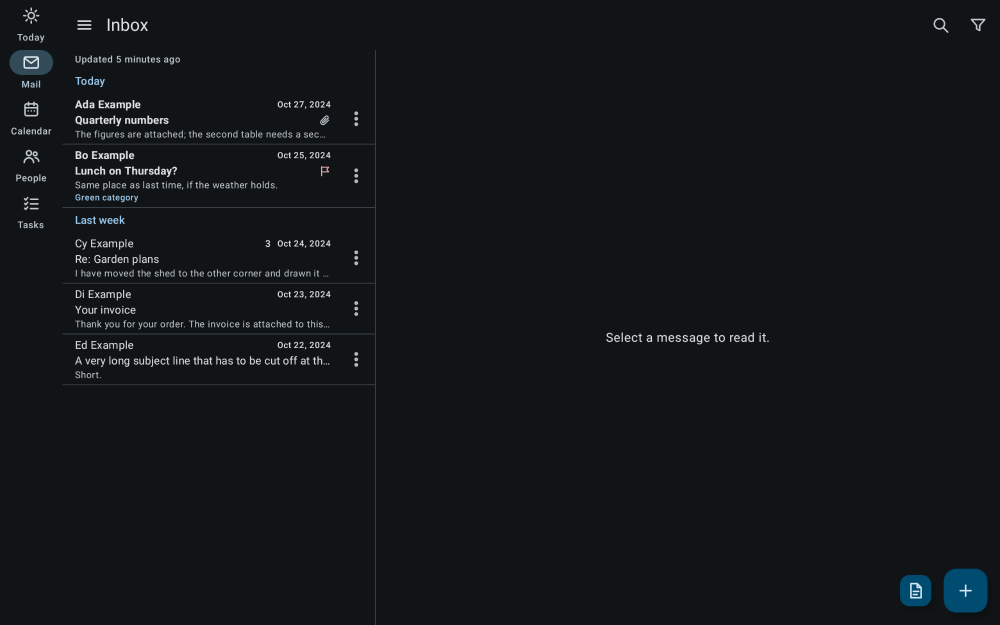 Today
Mail
Calendar
People
Tasks
Inbox
Updated 5 minutes ago
Today
Ada Example Oct 27, 2024
Quarterly numbers
The figures are attached; the second table needs a sec…
Bo Example Oct 25, 2024
Lunch on Thursday?
Same place as last time, if the weather holds.
Green category
Last week
Cy Example 3 Oct 24, 2024
Re: Garden plans
I have moved the shed to the other corner and drawn it …
Di Example Oct 23, 2024
Your invoice
Thank you for your order. The invoice is attached to this…
Ed Example Oct 22, 2024
A very long subject line that has to be cut off at th…
Short.
Select a message to read it.